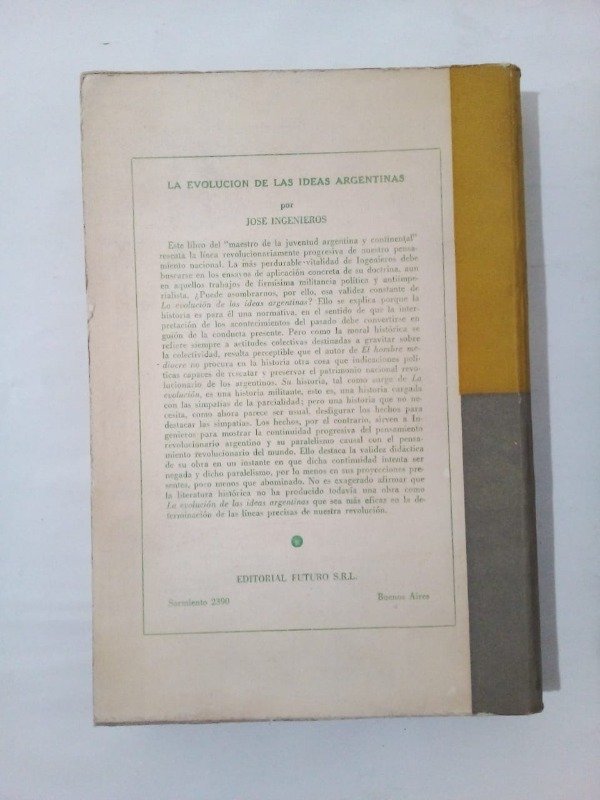 LA EVOLUCION DE LAS IDEAS ARGENTINAS
por
JOSE INGENIEROS
Este libro del "maestro de la juventud argentina y continental"
rescata la línea revolucionariamente progresiva de nuestro pensa-
miento nacional. La más perdurable vitalidad de Ingenieros debe
buscarse en los ensayos de aplicación concreta de su doctrina, aun
en aquellos trabajos de firmísima militancia política y antiimpe-
rialista. ¿Puede asombrarnos, por ello, esa validez constante de
La evolución de las ideas argentinas? Ello se explica porque la
historia es para él una normativa, en el sentido de que la inter-
pretación de los acontecimientos del pasado debe convertirse en
guión de la conducta presente. Pero como la moral histórica se
refiere siempre a actitudes colectivas destinadas a gravitar sobre
la colectividad, resulta perceptible que el autor de El hombre me-
diocre no procura en la historia otra cosa que indicaciones polí-
ticas capaces de rescatar y preservar el patrimonio nacional revo-
lucionario de los argentinos. Su historia, tal como surge de La
evolución, es una historia militante, esto es, una historia cargada
con las simpatías de la parcialidad; pero una historia que no ne-
cesita, como ahora parece ser usual, desfigurar los hechos para
destacar las simpatías. Los hechos, por el contrario, sirven a In-
genieros para mostrar la continuidad progresiva del pensamiento
revolucionario argentino y su paralelismo causal con el pensa-
miento revolucionario del mundo. Ello destaca la validez didáctica
de su obra en un instante en que dicha continuidad intenta ser
negada y dicho paralelismo, por lo menos en sus proyecciones pre-
sentes, poco menos que abominado. No es exagerado afirmar que
la literatura histórica no ha producido todavía una obra como
La evolución de las ideas argentinas que sea más eficaz en la de-
terminación de las líneas precisas de nuestra revolución.
EDITORIAL FUTURO S.R.L.
Sarmiento 2390 Buenos Aires